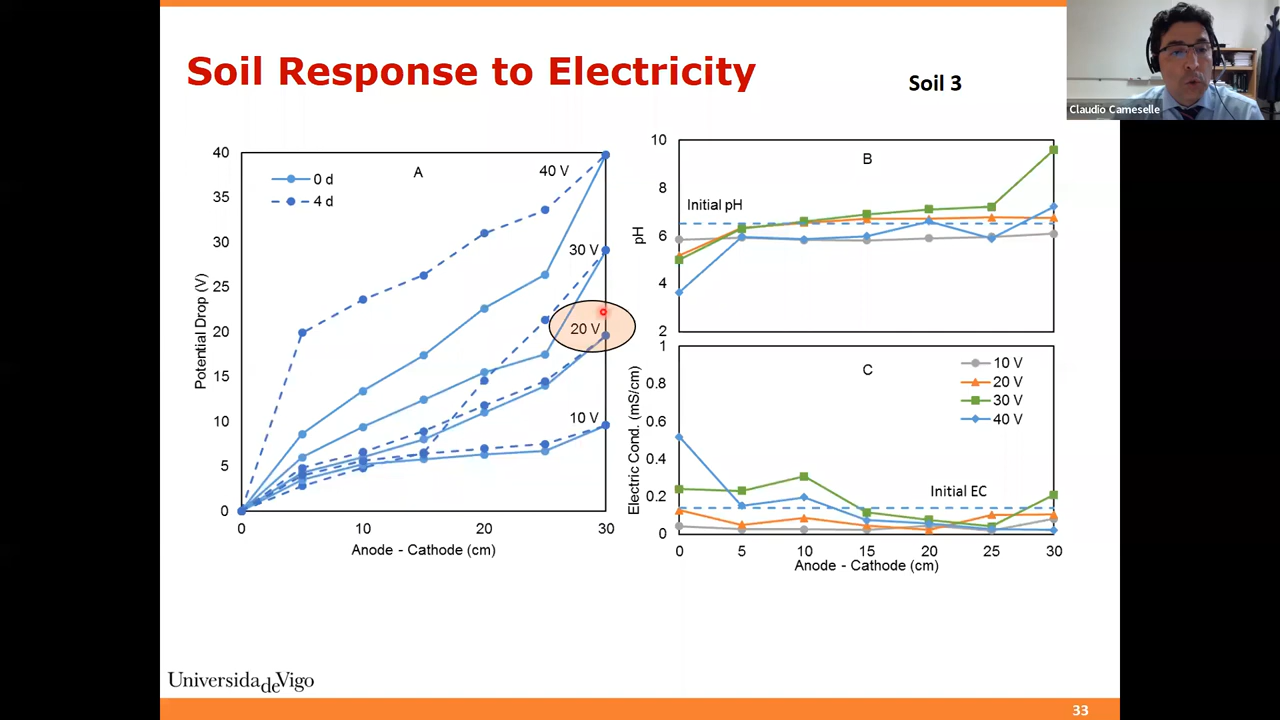 Soil Response to Electricity
Soil 3
Claudio Cameselle
A
0 d
4 d
40 V
30 V
20 V
10 V
40
35
30
25
20
15
10
5
0
0
10
20
30
Potential Drop (V)
Anode - Cathode (cm)
B
Initial pH
pH
10
8
6
4
2
C
10 V
20 V
30 V
40 V
Initial EC
Electric Cond. (mS/cm)
1
0.8
0.6
0.4
0.2
0
0
5
10
15
20
25
30
Anode - Cathode (cm)
UniversidadeVigo
33